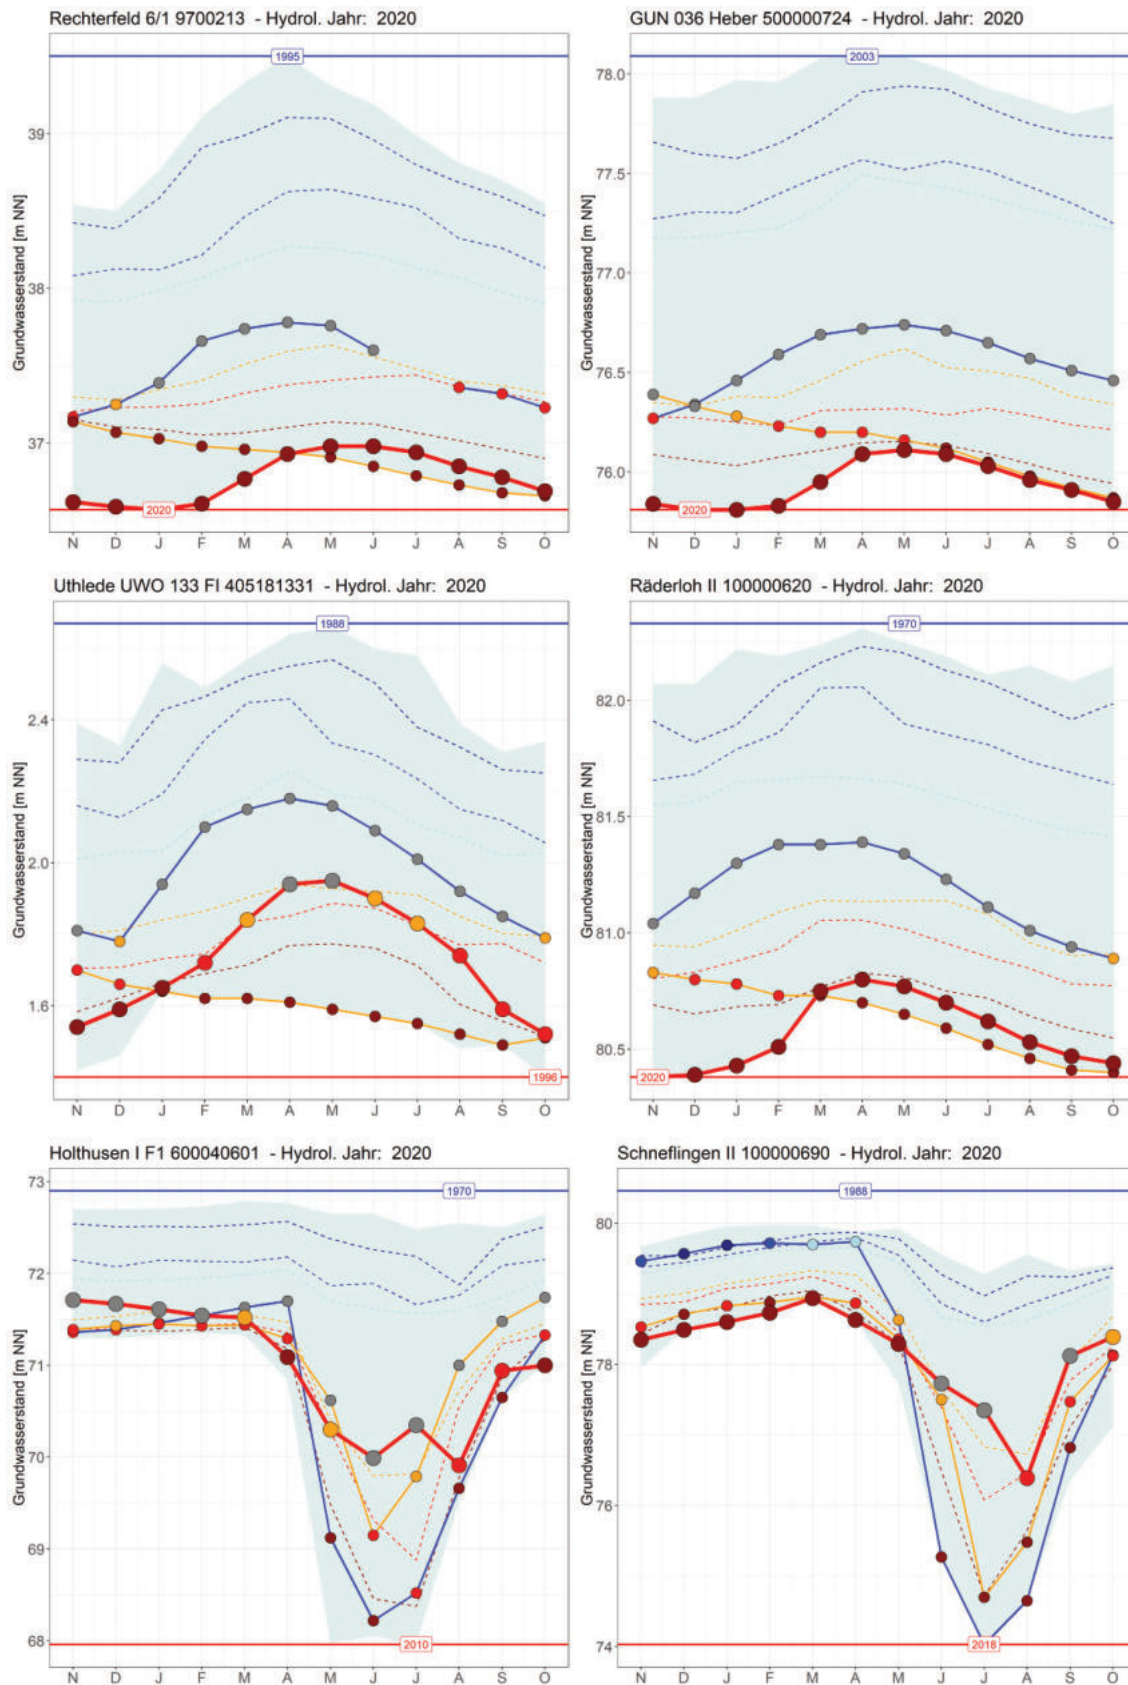 Rechterfeld 6/1 9700213 - Hydrol. Jahr: 2020
Grundwasserstand [m NN]
39
38
37
1995
2020
N D J F M A M J J A S O
GUN 036 Heber 500000724 - Hydrol. Jahr: 2020
Grundwasserstand [m NN]
78.0
77.5
77.0
76.5
76.0
2003
2020
N D J F M A M J J A S O
Uthlede UWO 133 FI 405181331 - Hydrol. Jahr: 2020
Grundwasserstand [m NN]
2.4
2.0
1.6
1988
1996
N D J F M A M J J A S O
Räderloh II 100000620 - Hydrol. Jahr: 2020
Grundwasserstand [m NN]
82.0
81.5
81.0
80.5
1970
2020
N D J F M A M J J A S O
Holthusen I F1 600040601 - Hydrol. Jahr: 2020
Grundwasserstand [m NN]
73
72
71
70
69
68
1970
2010
N D J F M A M J J A S O
Schneflingen II 100000690 - Hydrol. Jahr: 2020
Grundwasserstand [m NN]
80
78
76
74
1988
2018
N D J F M A M J J A S O